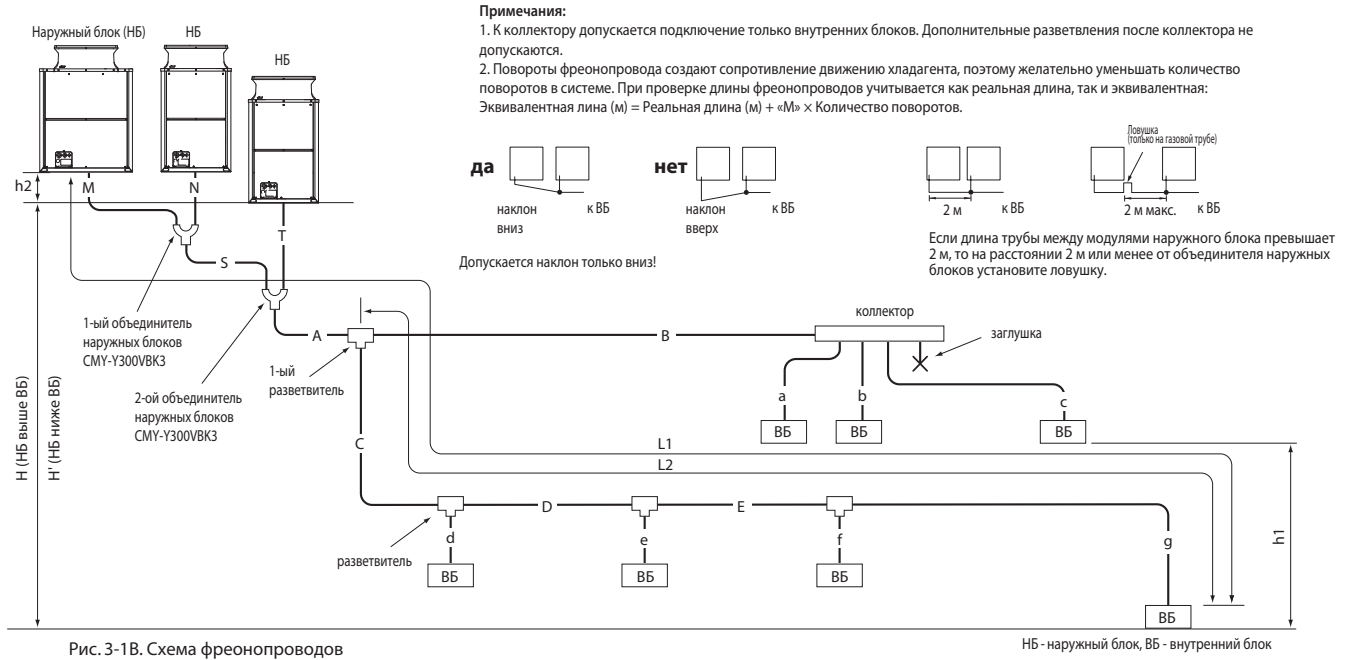 Примечания:
1. К коллектору допускается подключение только внутренних блоков. Дополнительные разветвления после коллектора не
допускаются.
2. Повороты фреонопровода создают сопротивление движению хладагента, поэтому желательно уменьшать количество
поворотов в системе. При проверке длины фреонопроводов учитывается как реальная длина, так и эквивалентная:
Эквивалентная лина (м) = Реальная длина (м) + «М» × Количество поворотов.
Наружный блок (НБ)
НБ
НБ
h2
M
N
T
S
да
наклон
вниз
к ВБ
нет
наклон
вверх
к ВБ
2 м
к ВБ
Ловушка
(только на газовой трубе)
2 м макс.
к ВБ
Допускается наклон только вниз!
Если длина трубы между модулями наружного блока превышает
2 м, то на расстоянии 2 м или менее от объединителя наружных
блоков установите ловушку.
1-ый объединитель
наружных блоков
CMY-Y300VBK3
2-ой объединитель
наружных блоков
CMY-Y300VBK3
A
1-ый
разветвитель
B
коллектор
заглушка
a
b
c
ВБ
ВБ
ВБ
H (НБ выше ВБ)
H' (НБ ниже ВБ)
C
L1
L2
D
E
d
e
f
g
h1
разветвитель
ВБ
ВБ
ВБ
ВБ
Рис. 3-1В. Схема фреонопроводов
НБ - наружный блок, ВБ - внутренний блок